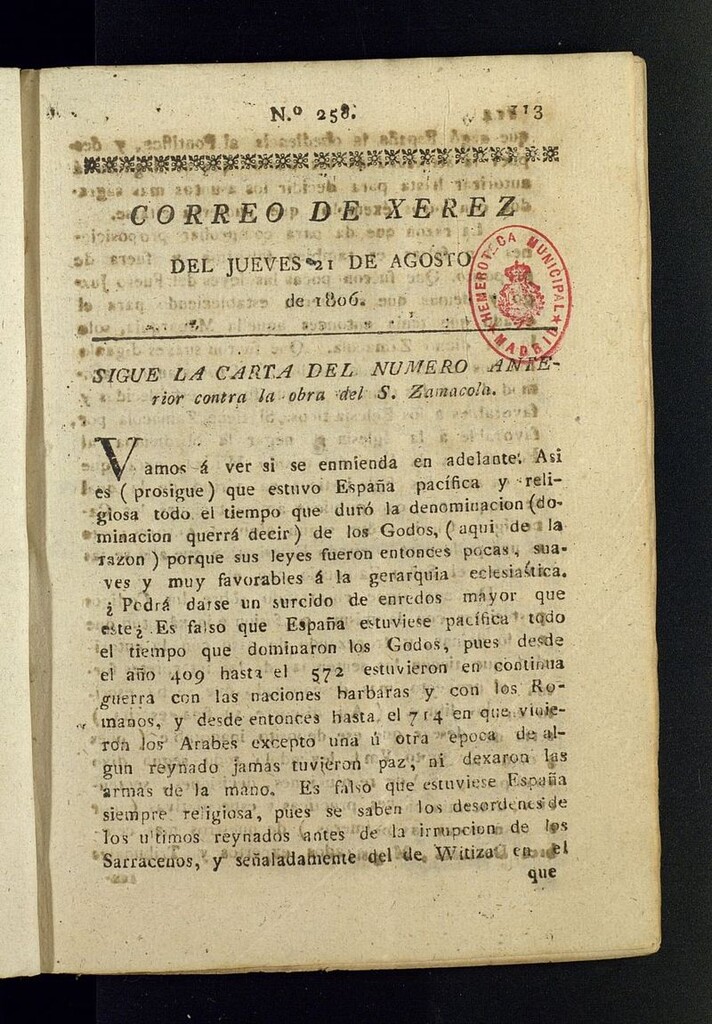 N.º 258. 113
CORREO DE XEREZ
DEL JUEVES 21 DE AGOSTO
de 1806.
HEMEROTECA MUNICIPAL
★ MADRID ★
SIGUE LA CARTA DEL NUMERO ANTE-
rior contra la obra del S. Zamacola.
Vamos á ver si se enmienda en adelante. Asi
es (prosigue) que estuvo España pacífica y reli-
giosa todo el tiempo que duró la denominacion (do-
minacion querrá decir) de los Godos, (aqui de la
razon) porque sus leyes fueron entonces pocas, sua-
ves y muy favorables á la gerarquia eclesiastica.
¿Podrá darse un surcido de enredos mayor que
este¿ Es falso que España estuviese pacífica todo
el tiempo que dominaron los Godos, pues desde
el año 409 hasta el 572 estuvieron en continua
guerra con las naciones barbaras y con los Ro-
manos, y desde entonces hasta el 714 en que vinie-
ron los Arabes excepto una ú otra epoca de al-
gun reynado jamás tuvieron paz, ni dexaron las
armas de la mano. Es falso que estuviese España
siempre religiosa, pues se saben los desordenes de
los ultimos reynados antes de la irrupcion de los
Sarracenos, y señaladamente del de Witiza en el
que